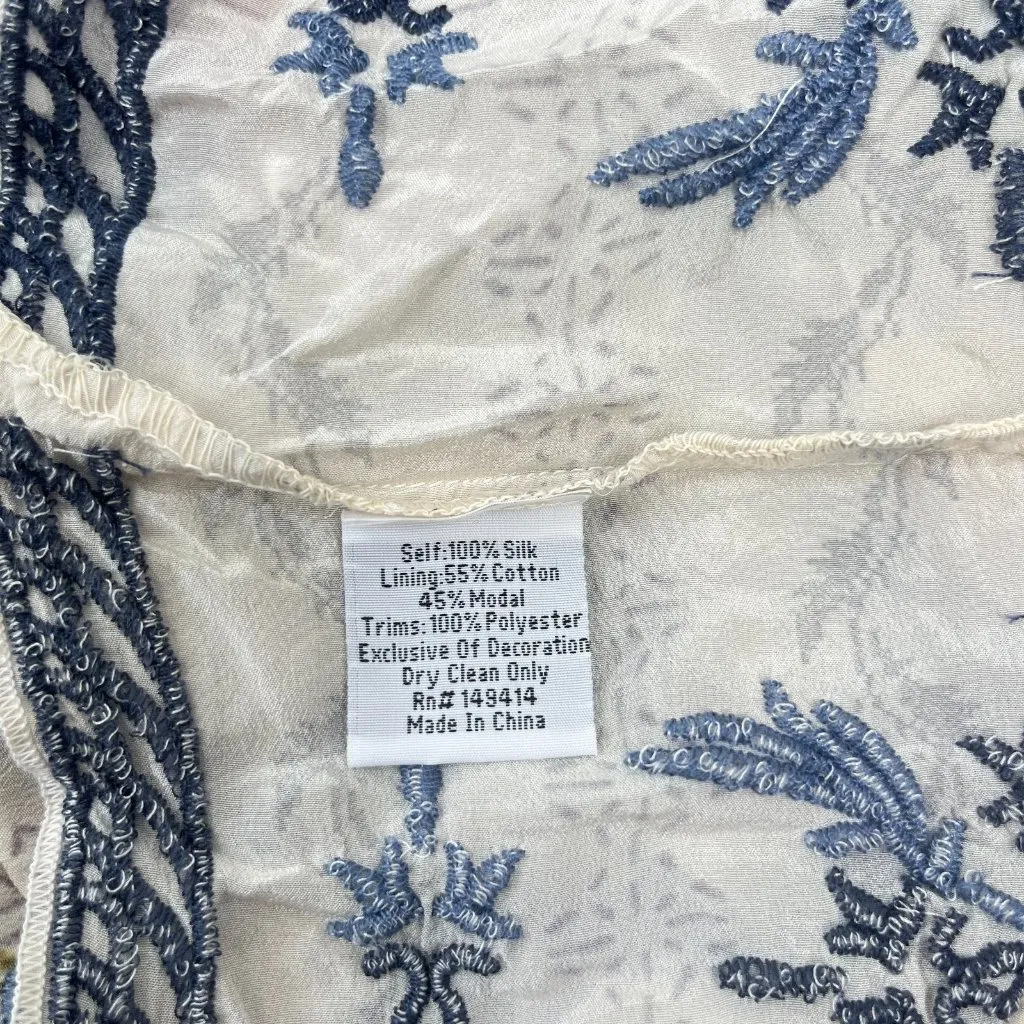 Self:100% Silk
Lining:55% Cotton
45% Modal
Trims:100% Polyester
Exclusive Of Decoration
Dry Clean Only
Rn# 149414
Made In China